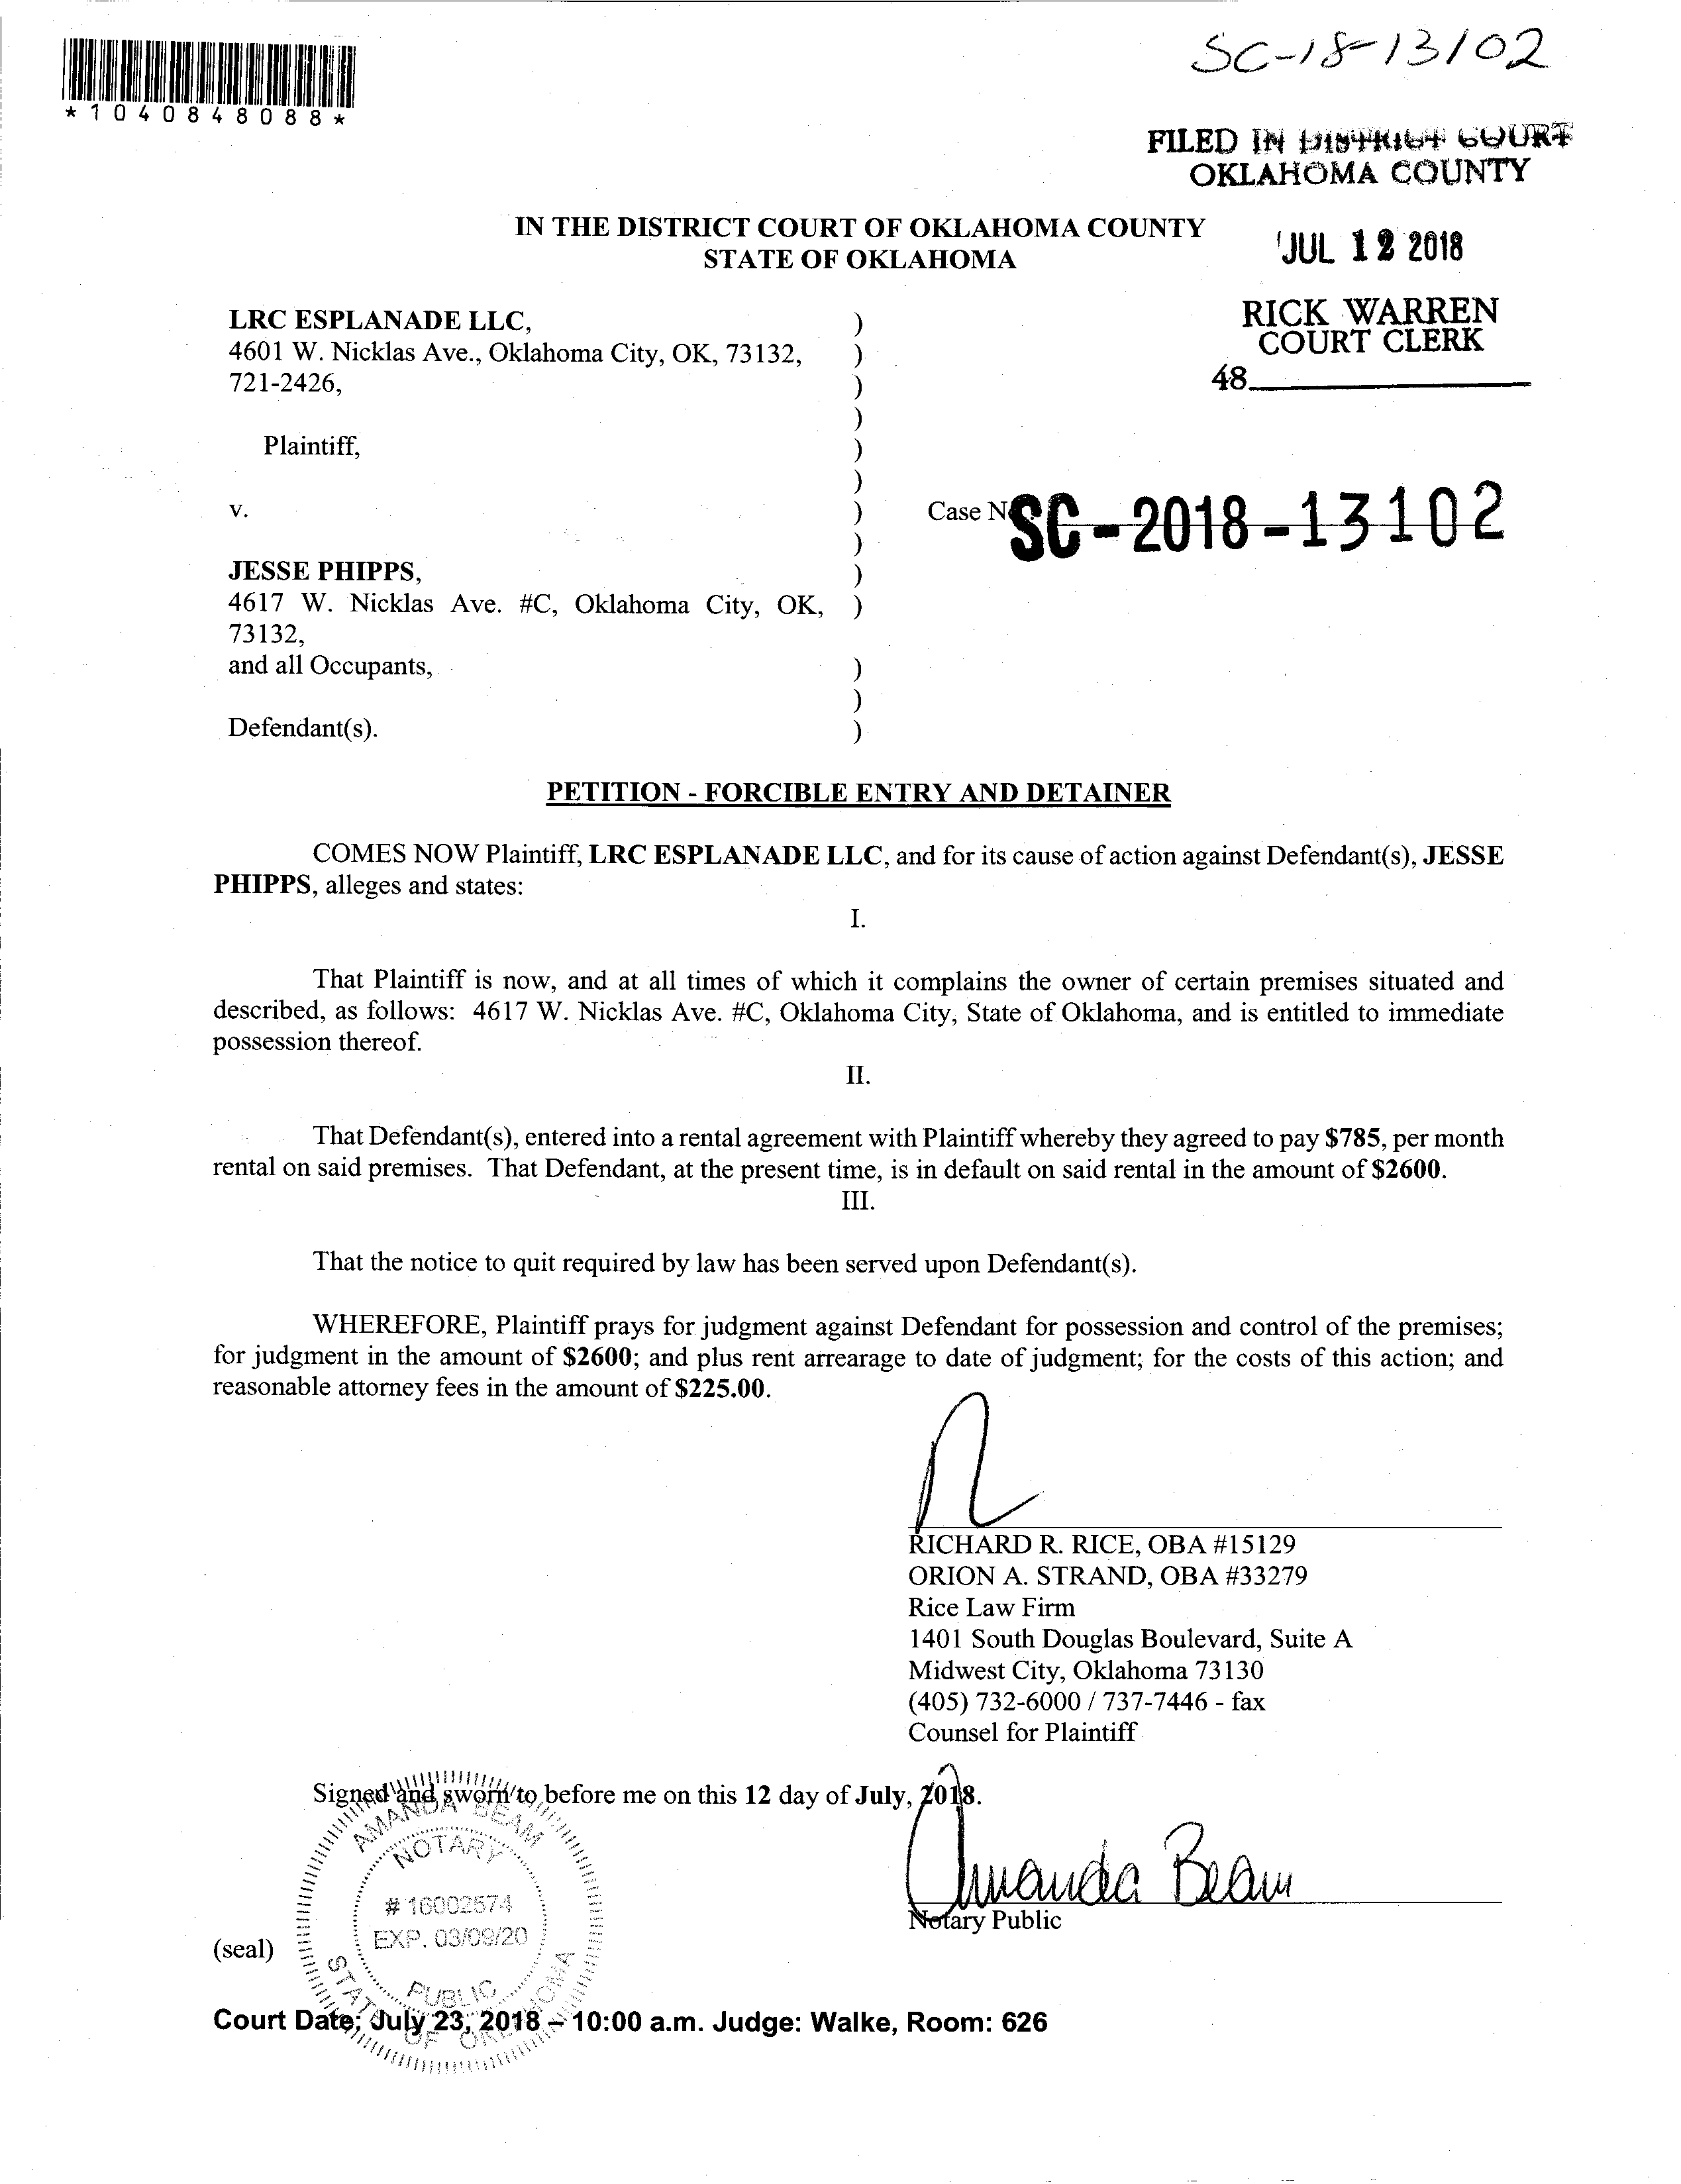 SC-18-13102
*1040848088*
FILED IN DISTRICT COURT
OKLAHOMA COUNTY
IN THE DISTRICT COURT OF OKLAHOMA COUNTY
STATE OF OKLAHOMA
JUL 12 2018
RICK WARREN
COURT CLERK
48
LRC ESPLANADE LLC, )
4601 W. Nicklas Ave., Oklahoma City, OK, 73132, )
721-2426, )
)
Plaintiff, )
)
v. )
Case No. SC-2018-13102
)
JESSE PHIPPS, )
4617 W. Nicklas Ave. #C, Oklahoma City, OK, )
73132,
and all Occupants, )
)
Defendant(s). )
PETITION - FORCIBLE ENTRY AND DETAINER
COMES NOW Plaintiff, LRC ESPLANADE LLC, and for its cause of action against Defendant(s), JESSE
PHIPPS, alleges and states:
I.
That Plaintiff is now, and at all times of which it complains the owner of certain premises situated and
described, as follows: 4617 W. Nicklas Ave. #C, Oklahoma City, State of Oklahoma, and is entitled to immediate
possession thereof.
II.
That Defendant(s), entered into a rental agreement with Plaintiff whereby they agreed to pay $785, per month
rental on said premises. That Defendant, at the present time, is in default on said rental in the amount of $2600.
III.
That the notice to quit required by law has been served upon Defendant(s).
WHEREFORE, Plaintiff prays for judgment against Defendant for possession and control of the premises;
for judgment in the amount of $2600; and plus rent arrearage to date of judgment; for the costs of this action; and
reasonable attorney fees in the amount of $225.00.
RICHARD R. RICE, OBA #15129
ORION A. STRAND, OBA #33279
Rice Law Firm
1401 South Douglas Boulevard, Suite A
Midwest City, Oklahoma 73130
(405) 732-6000 / 737-7446 - fax
Counsel for Plaintiff
Signed and sworn to before me on this 12 day of July, 2018.
Amanda Beam
Notary Public
AMANDA BEAM
NOTARY
# 16002574
EXP. 03/09/20
PUBLIC
STATE OF OKLAHOMA
(seal)
Court Date: July 23, 2018 – 10:00 a.m. Judge: Walke, Room: 626